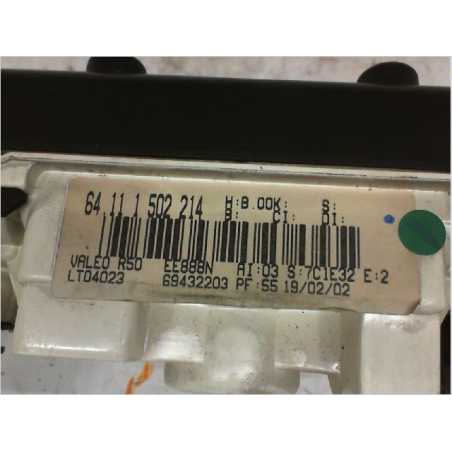 64.11 1 502 214 H:B.00K: S:
B: CI: DI:
VALEO R50 EE888N AI:03 S:7C1E32 E:2
LT04023 69432203 PF:55 19/02/02